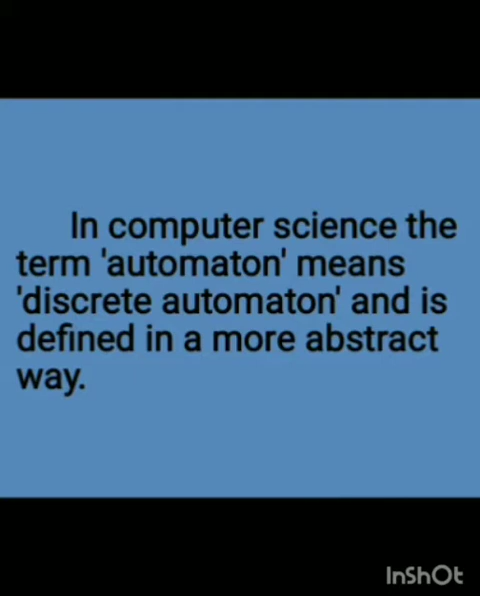 In computer science the
term 'automaton' means
'discrete automaton' and is
defined in a more abstract
way.
InShOt